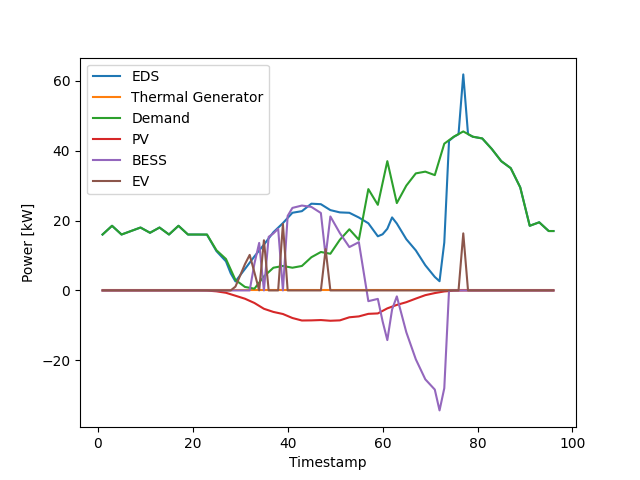 60
40
20
0
−20
Power [kW]
EDS
Thermal Generator
Demand
PV
BESS
EV
0 20 40 60 80 100
Timestamp